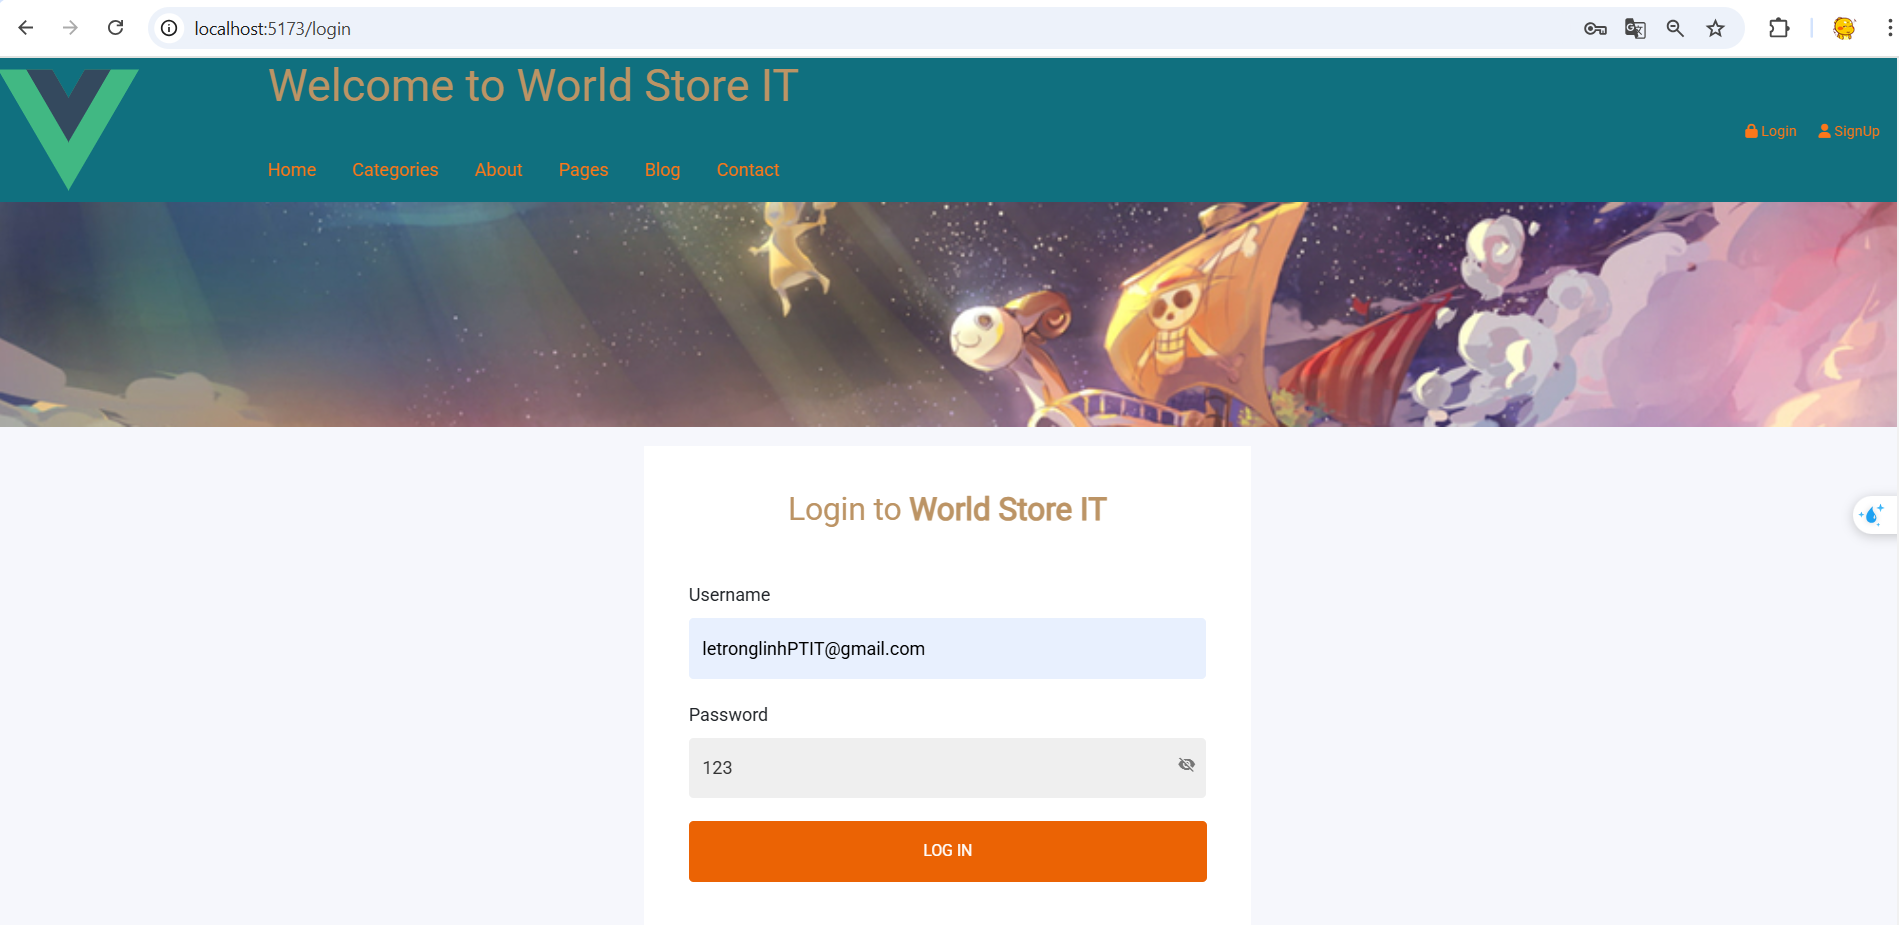 localhost:5173/login
Welcome to World Store IT
Login SignUp
Home Categories About Pages Blog Contact
Login to World Store IT
Username
letronglinhPTIT@gmail.com
Password
123
LOG IN